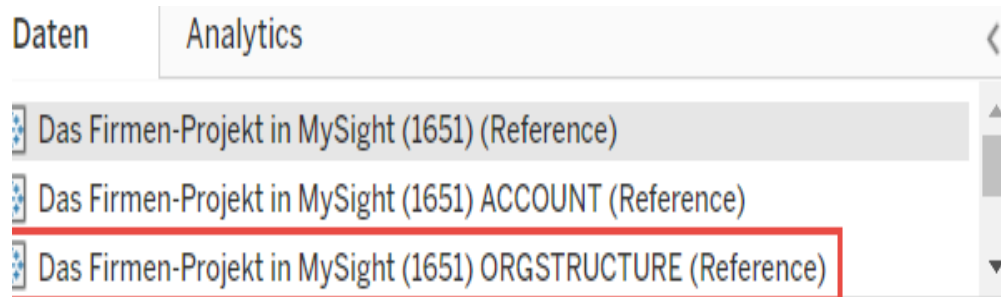 Daten Analytics
Das Firmen-Projekt in MySight (1651) (Reference)
Das Firmen-Projekt in MySight (1651) ACCOUNT (Reference)
Das Firmen-Projekt in MySight (1651) ORGSTRUCTURE (Reference)